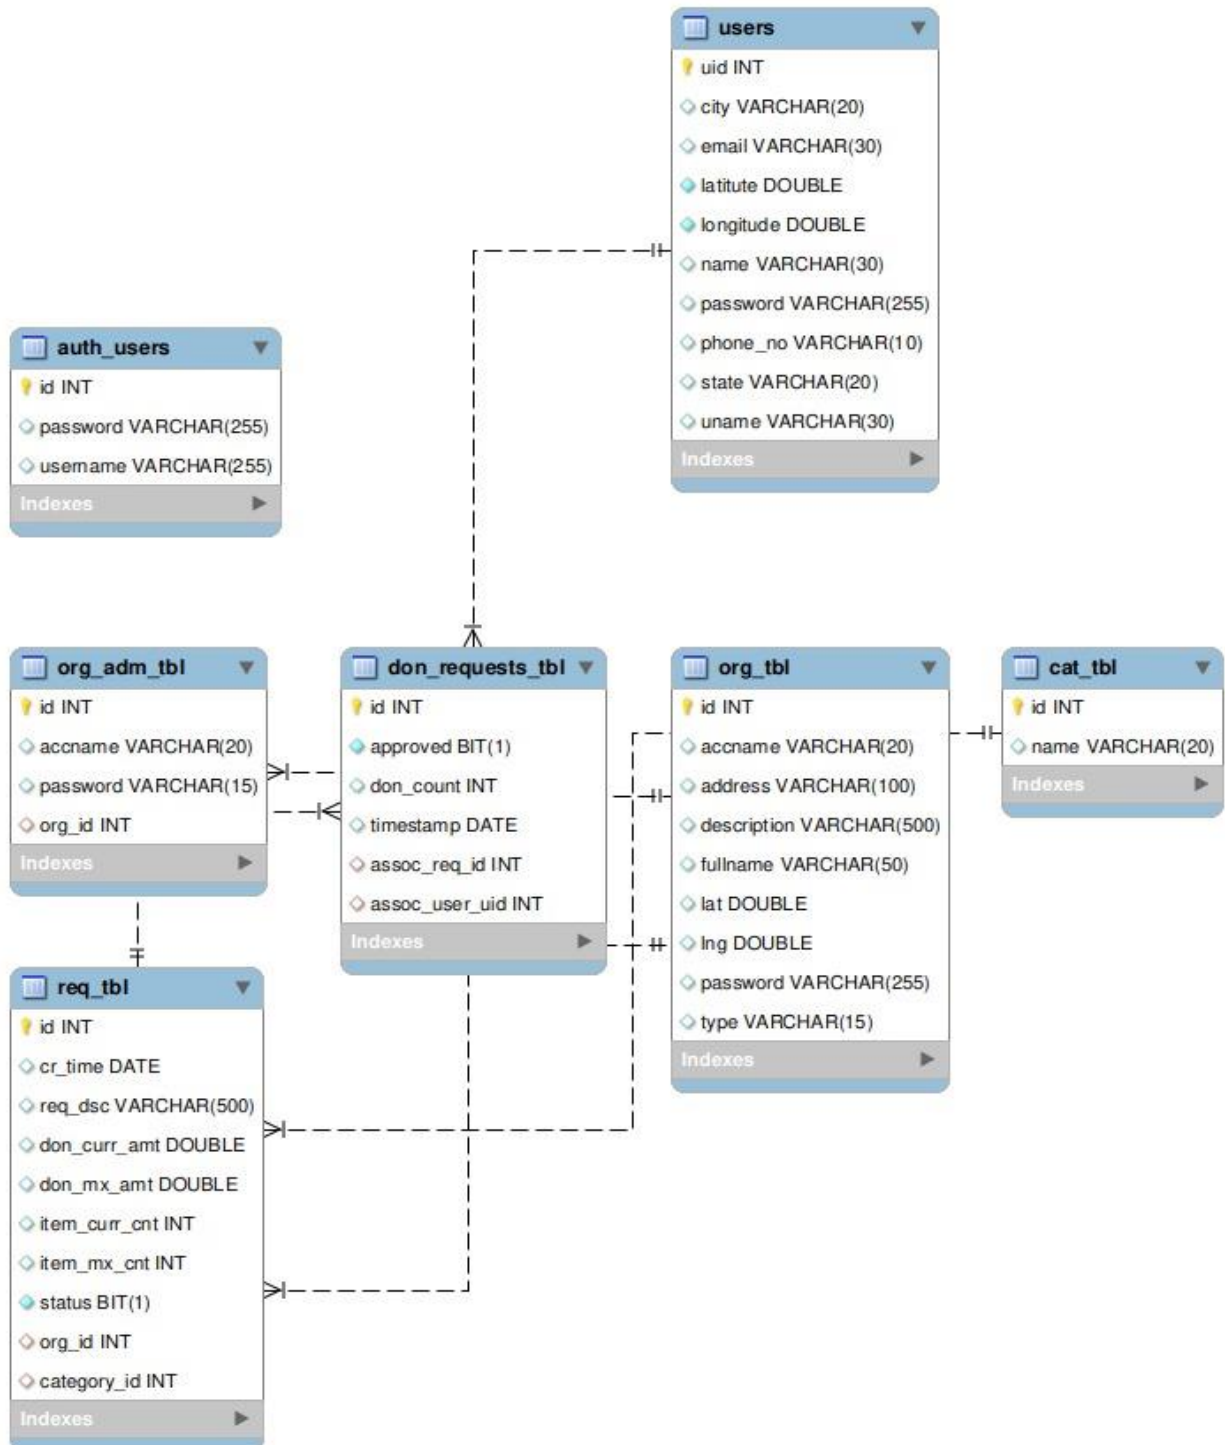 users
uid INT
city VARCHAR(20)
email VARCHAR(30)
latitute DOUBLE
longitude DOUBLE
name VARCHAR(30)
password VARCHAR(255)
phone_no VARCHAR(10)
state VARCHAR(20)
uname VARCHAR(30)
Indexes
auth_users
id INT
password VARCHAR(255)
username VARCHAR(255)
Indexes
org_adm_tbl
id INT
accname VARCHAR(20)
password VARCHAR(15)
org_id INT
Indexes
don_requests_tbl
id INT
approved BIT(1)
don_count INT
timestamp DATE
assoc_req_id INT
assoc_user_uid INT
Indexes
org_tbl
id INT
accname VARCHAR(20)
address VARCHAR(100)
description VARCHAR(500)
fullname VARCHAR(50)
lat DOUBLE
lng DOUBLE
password VARCHAR(255)
type VARCHAR(15)
Indexes
cat_tbl
id INT
name VARCHAR(20)
Indexes
req_tbl
id INT
cr_time DATE
req_dsc VARCHAR(500)
don_curr_amt DOUBLE
don_mx_amt DOUBLE
item_curr_cnt INT
item_mx_cnt INT
status BIT(1)
org_id INT
category_id INT
Indexes